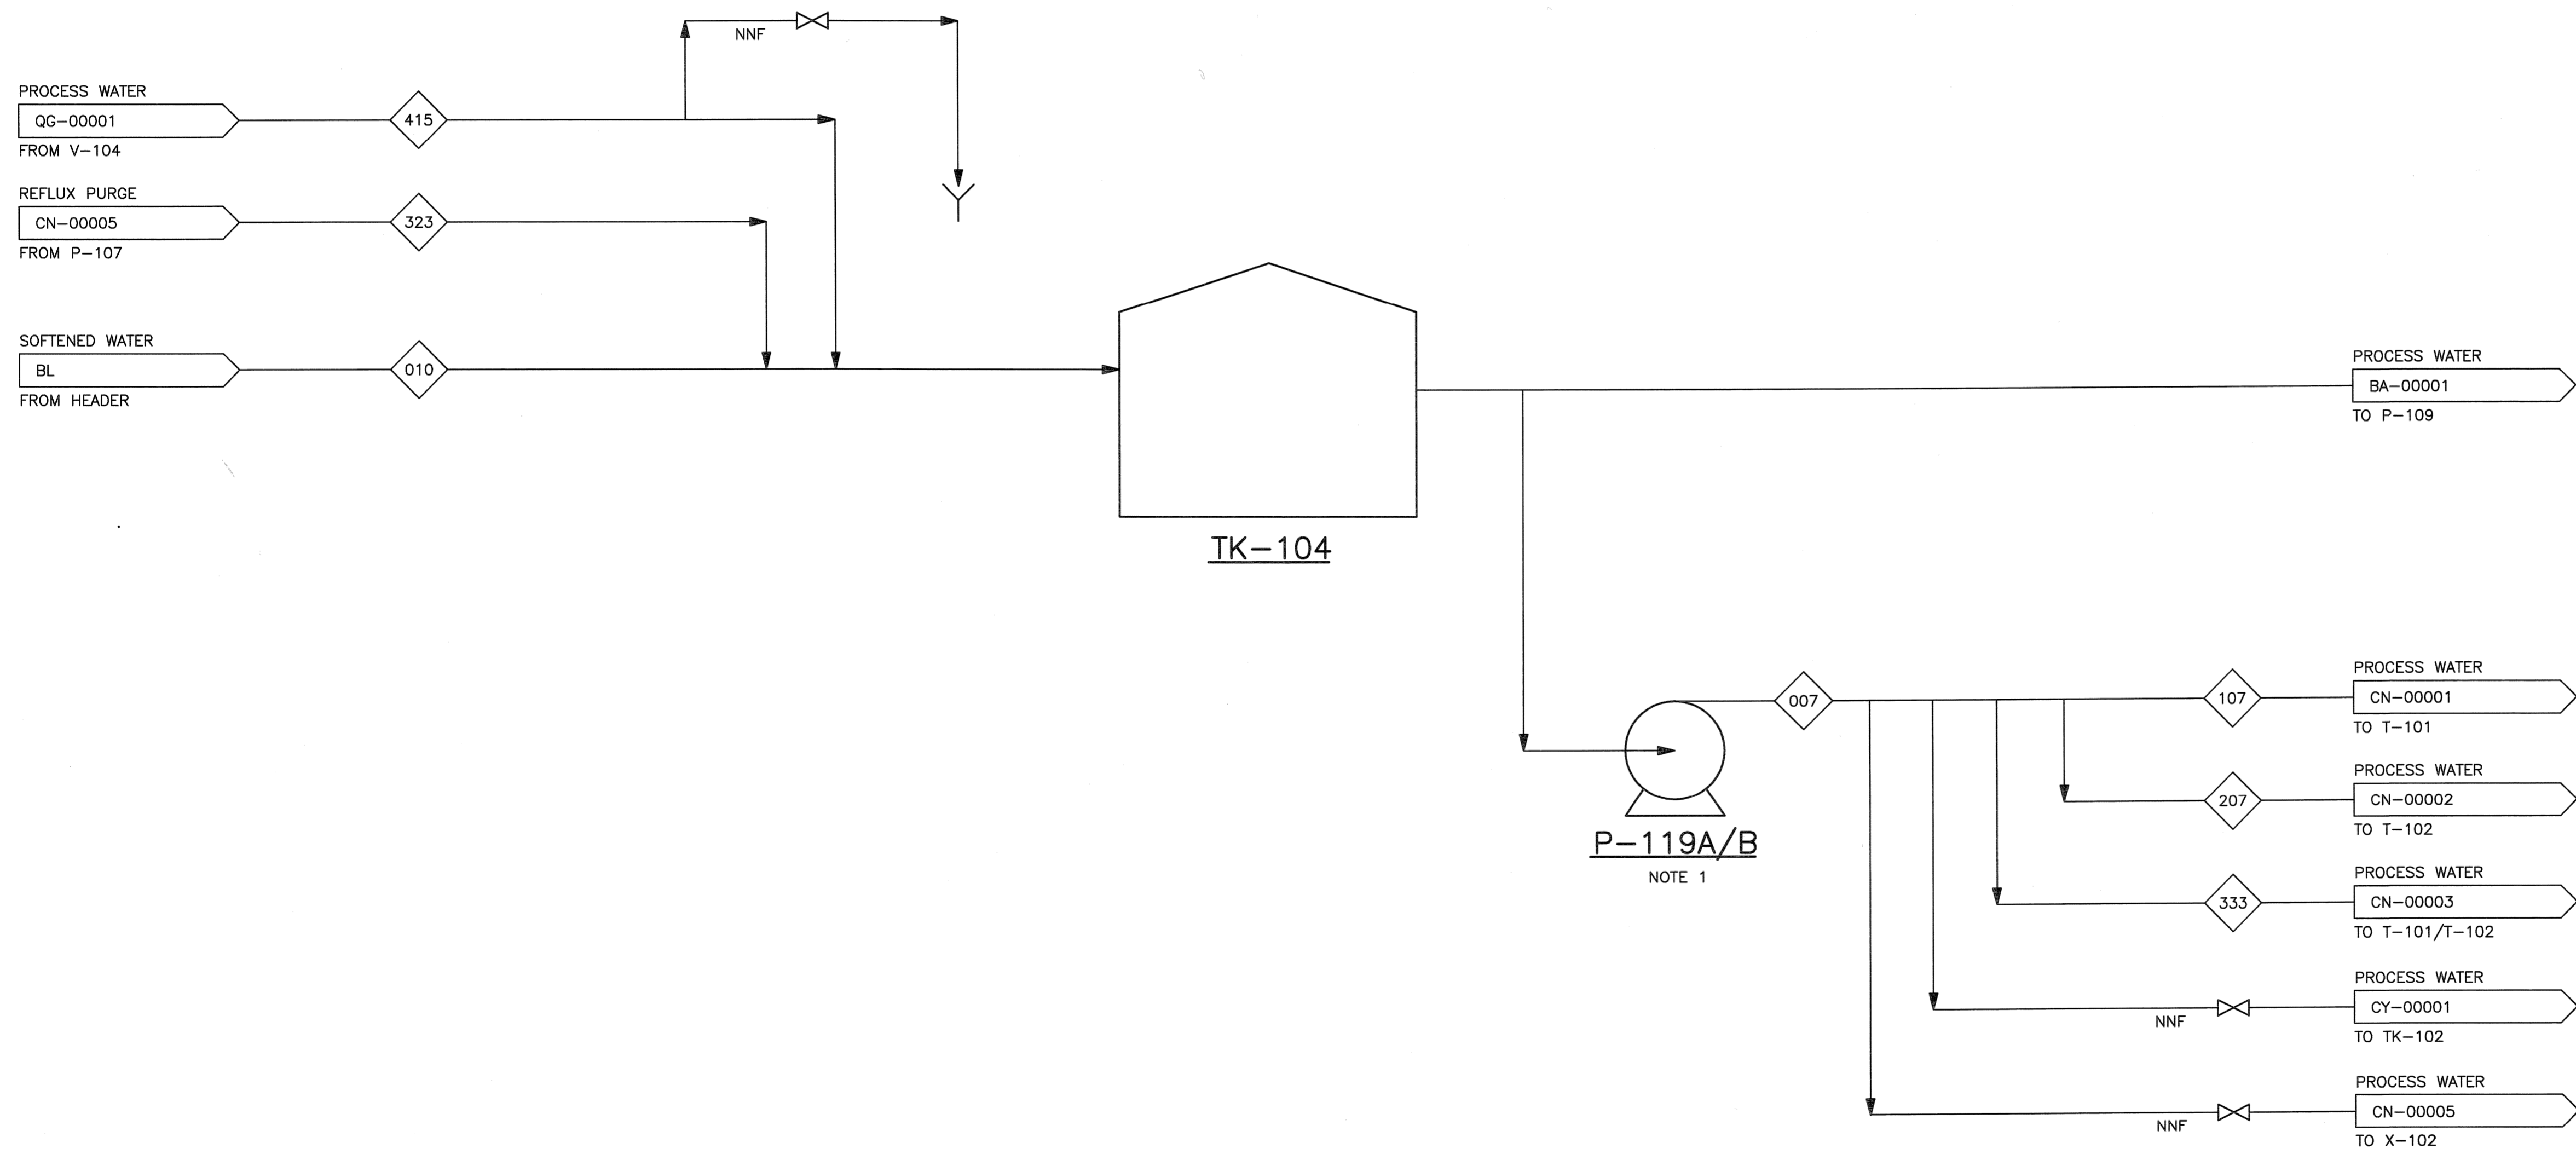 NNF
PROCESS WATER
QG-00001
415
FROM V-104
REFLUX PURGE
CN-00005
323
FROM P-107
SOFTENED WATER
BL
010
FROM HEADER
TK-104
PROCESS WATER
BA-00001
TO P-109
P-119A/B
NOTE 1
007
PROCESS WATER
107
CN-00001
TO T-101
PROCESS WATER
207
CN-00002
TO T-102
PROCESS WATER
333
CN-00003
TO T-101/T-102
PROCESS WATER
NNF
CY-00001
TO TK-102
PROCESS WATER
NNF
CN-00005
TO X-102